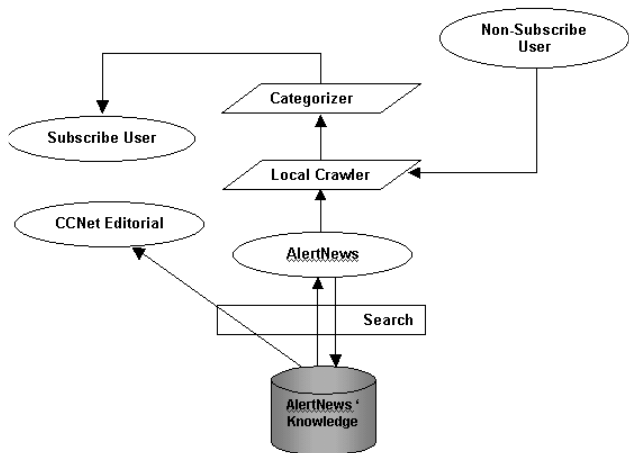 Non-Subscribe
User
Categorizer
Subscribe User
Local Crawler
CCNet Editorial
AlertNews
Search
AlertNews '
Knowledge